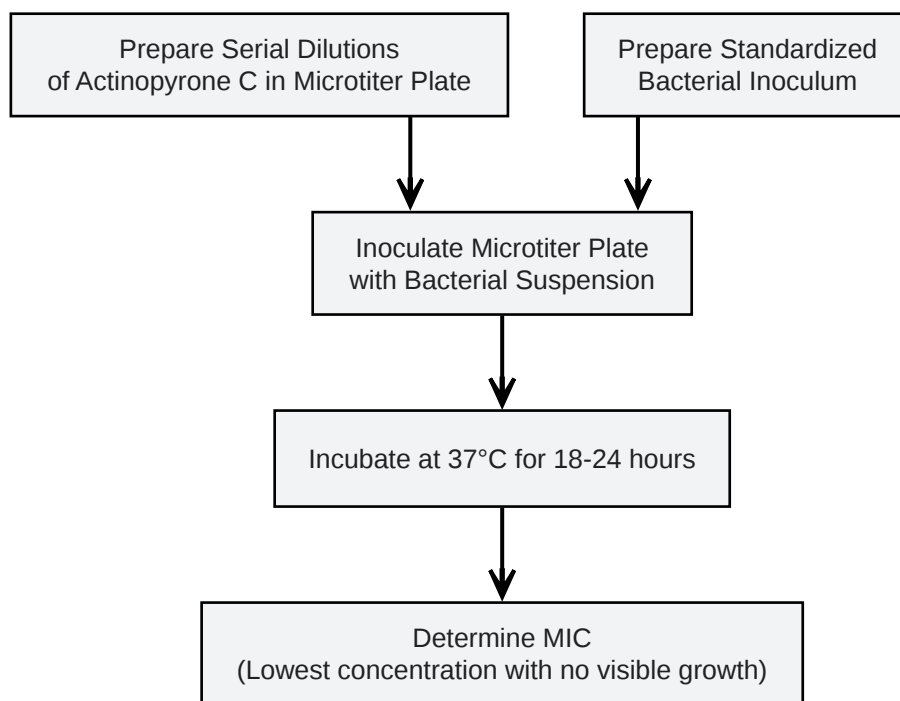 Prepare Serial Dilutions
of Actinopyrone C in Microtiter Plate
Prepare Standardized
Bacterial Inoculum
Inoculate Microtiter Plate
with Bacterial Suspension
Incubate at 37°C for 18-24 hours
Determine MIC
(Lowest concentration with no visible growth)